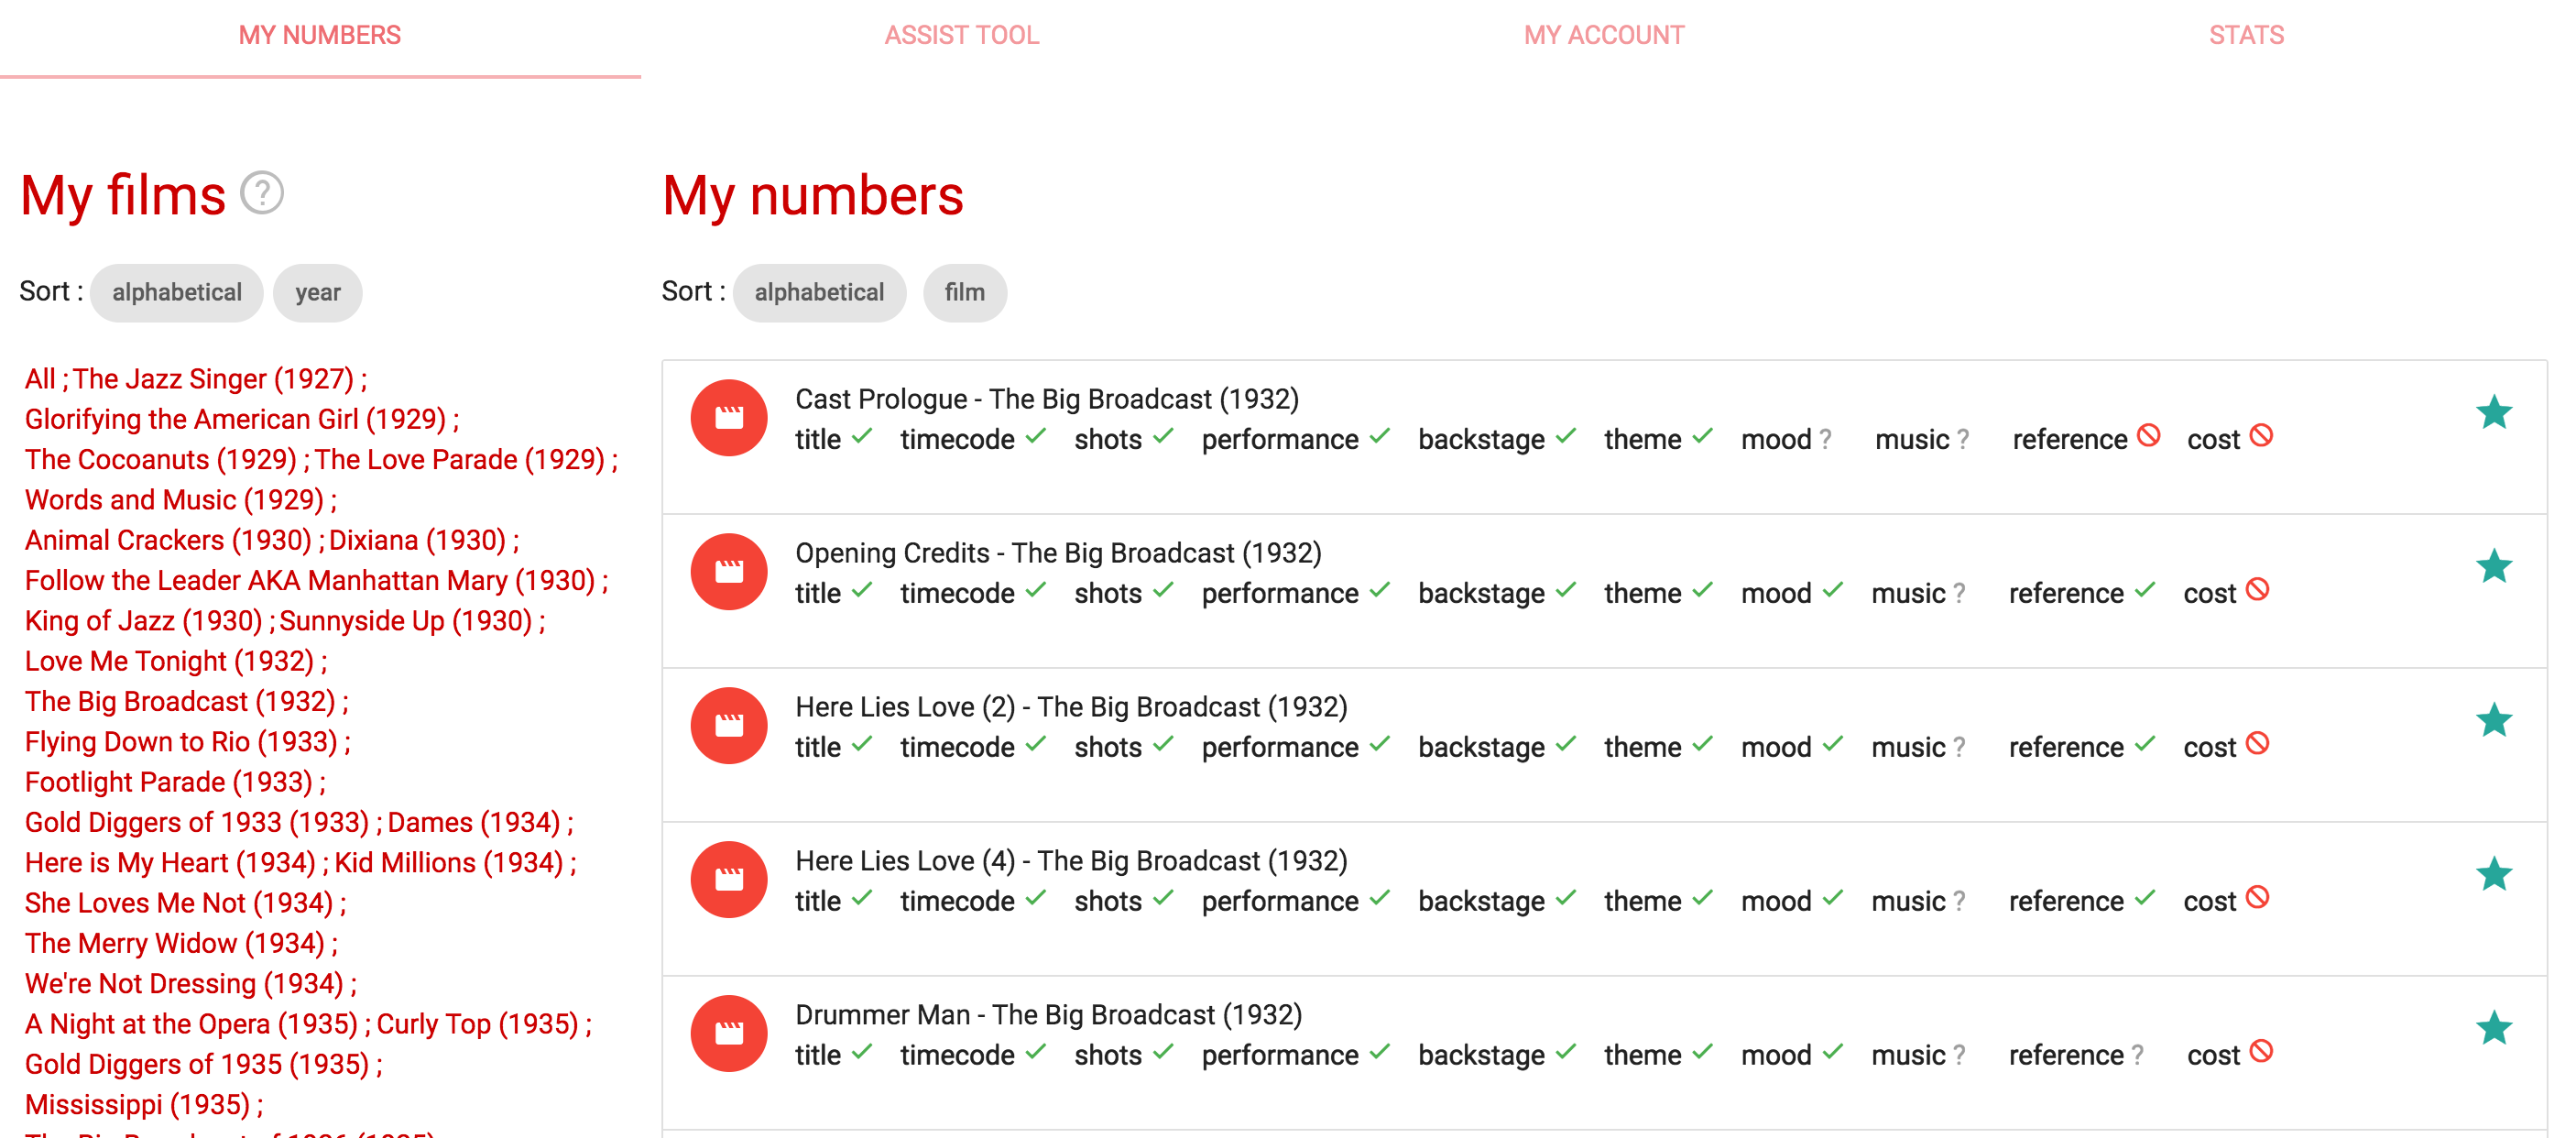 MY NUMBERS ASSIST TOOL MY ACCOUNT STATS
My films ?
Sort : alphabetical year
All ; The Jazz Singer (1927) ;
Glorifying the American Girl (1929) ;
The Cocoanuts (1929) ; The Love Parade (1929) ;
Words and Music (1929) ;
Animal Crackers (1930) ; Dixiana (1930) ;
Follow the Leader AKA Manhattan Mary (1930) ;
King of Jazz (1930) ; Sunnyside Up (1930) ;
Love Me Tonight (1932) ;
The Big Broadcast (1932) ;
Flying Down to Rio (1933) ;
Footlight Parade (1933) ;
Gold Diggers of 1933 (1933) ; Dames (1934) ;
Here is My Heart (1934) ; Kid Millions (1934) ;
She Loves Me Not (1934) ;
The Merry Widow (1934) ;
We're Not Dressing (1934) ;
A Night at the Opera (1935) ; Curly Top (1935) ;
Gold Diggers of 1935 (1935) ;
Mississippi (1935) ;
The Big Broadcast of 1936 (1935)
My numbers
Sort : alphabetical film
Cast Prologue - The Big Broadcast (1932)
title timecode shots performance backstage theme mood ? music ? reference cost
Opening Credits - The Big Broadcast (1932)
title timecode shots performance backstage theme mood music ? reference cost
Here Lies Love (2) - The Big Broadcast (1932)
title timecode shots performance backstage theme mood music ? reference cost
Here Lies Love (4) - The Big Broadcast (1932)
title timecode shots performance backstage theme mood music ? reference cost
Drummer Man - The Big Broadcast (1932)
title timecode shots performance backstage theme mood music ? reference ? cost